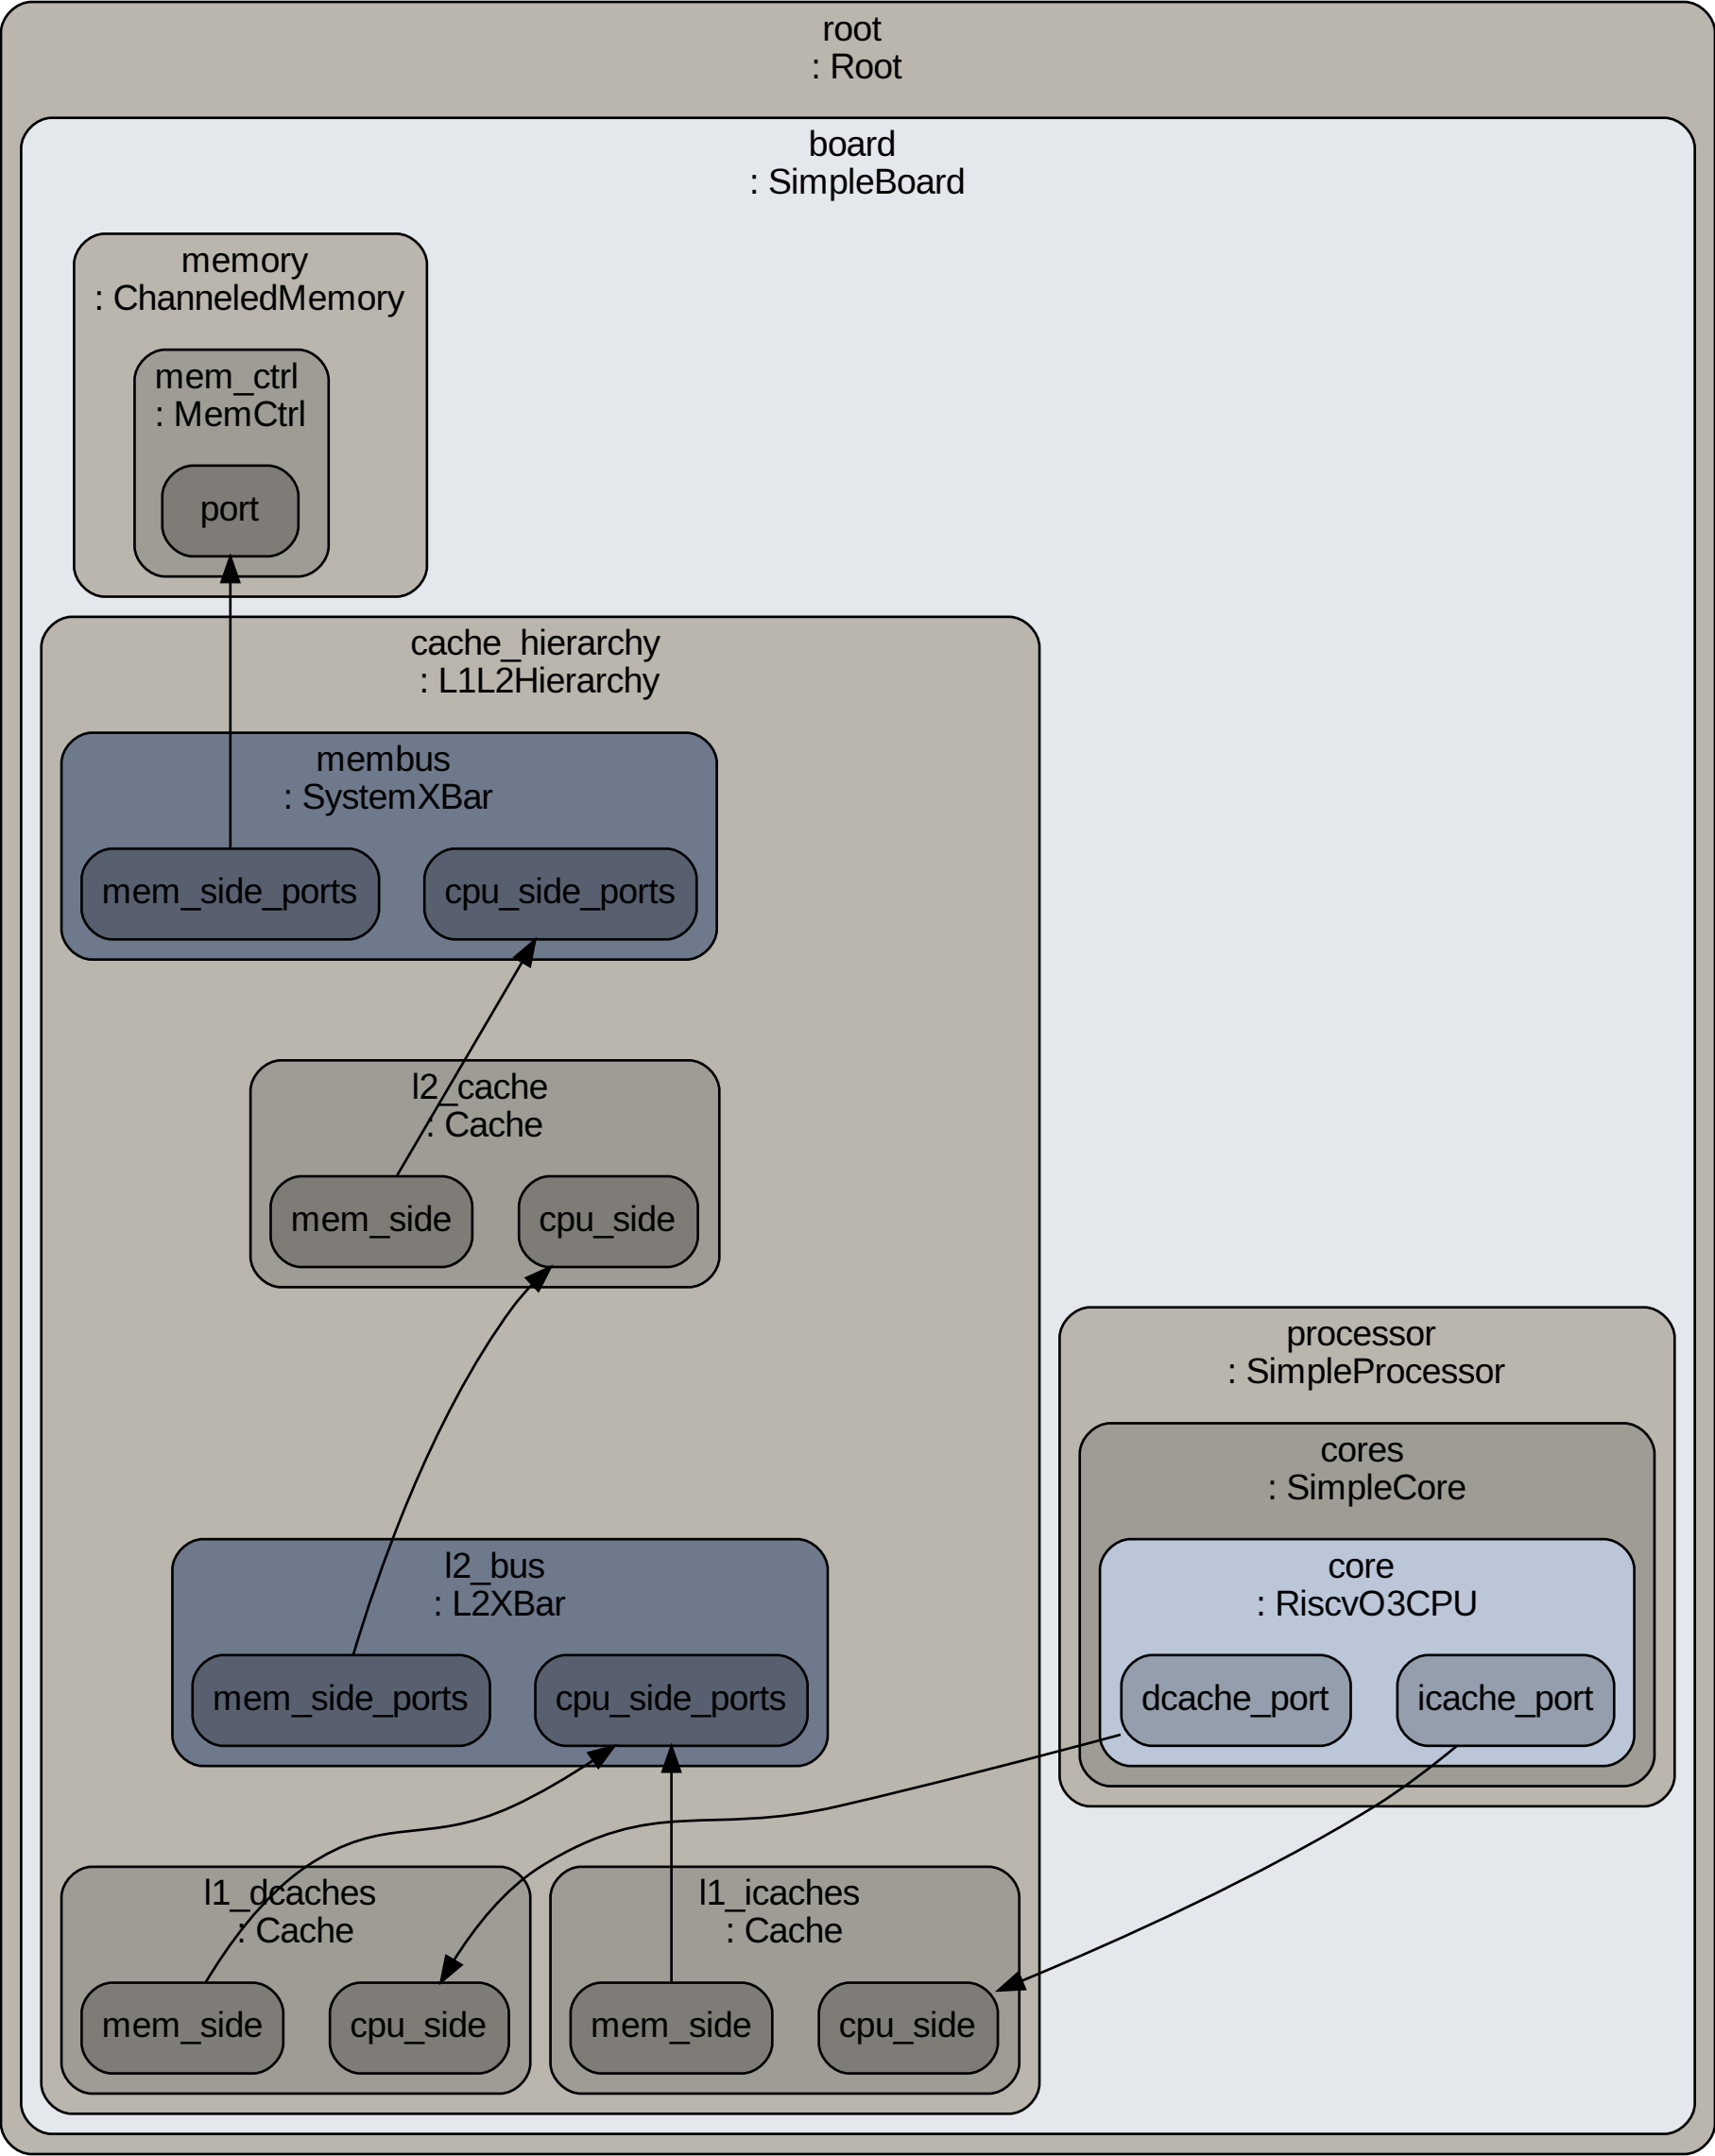 root
: Root
board
: SimpleBoard
memory
: ChanneledMemory
mem_ctrl
: MemCtrl
port
cache_hierarchy
: L1L2Hierarchy
membus
: SystemXBar
mem_side_ports
cpu_side_ports
l2_cache
: Cache
mem_side
cpu_side
processor
: SimpleProcessor
cores
: SimpleCore
core
: RiscvO3CPU
dcache_port
icache_port
l2_bus
: L2XBar
mem_side_ports
cpu_side_ports
l1_dcaches
: Cache
mem_side
cpu_side
l1_icaches
: Cache
mem_side
cpu_side